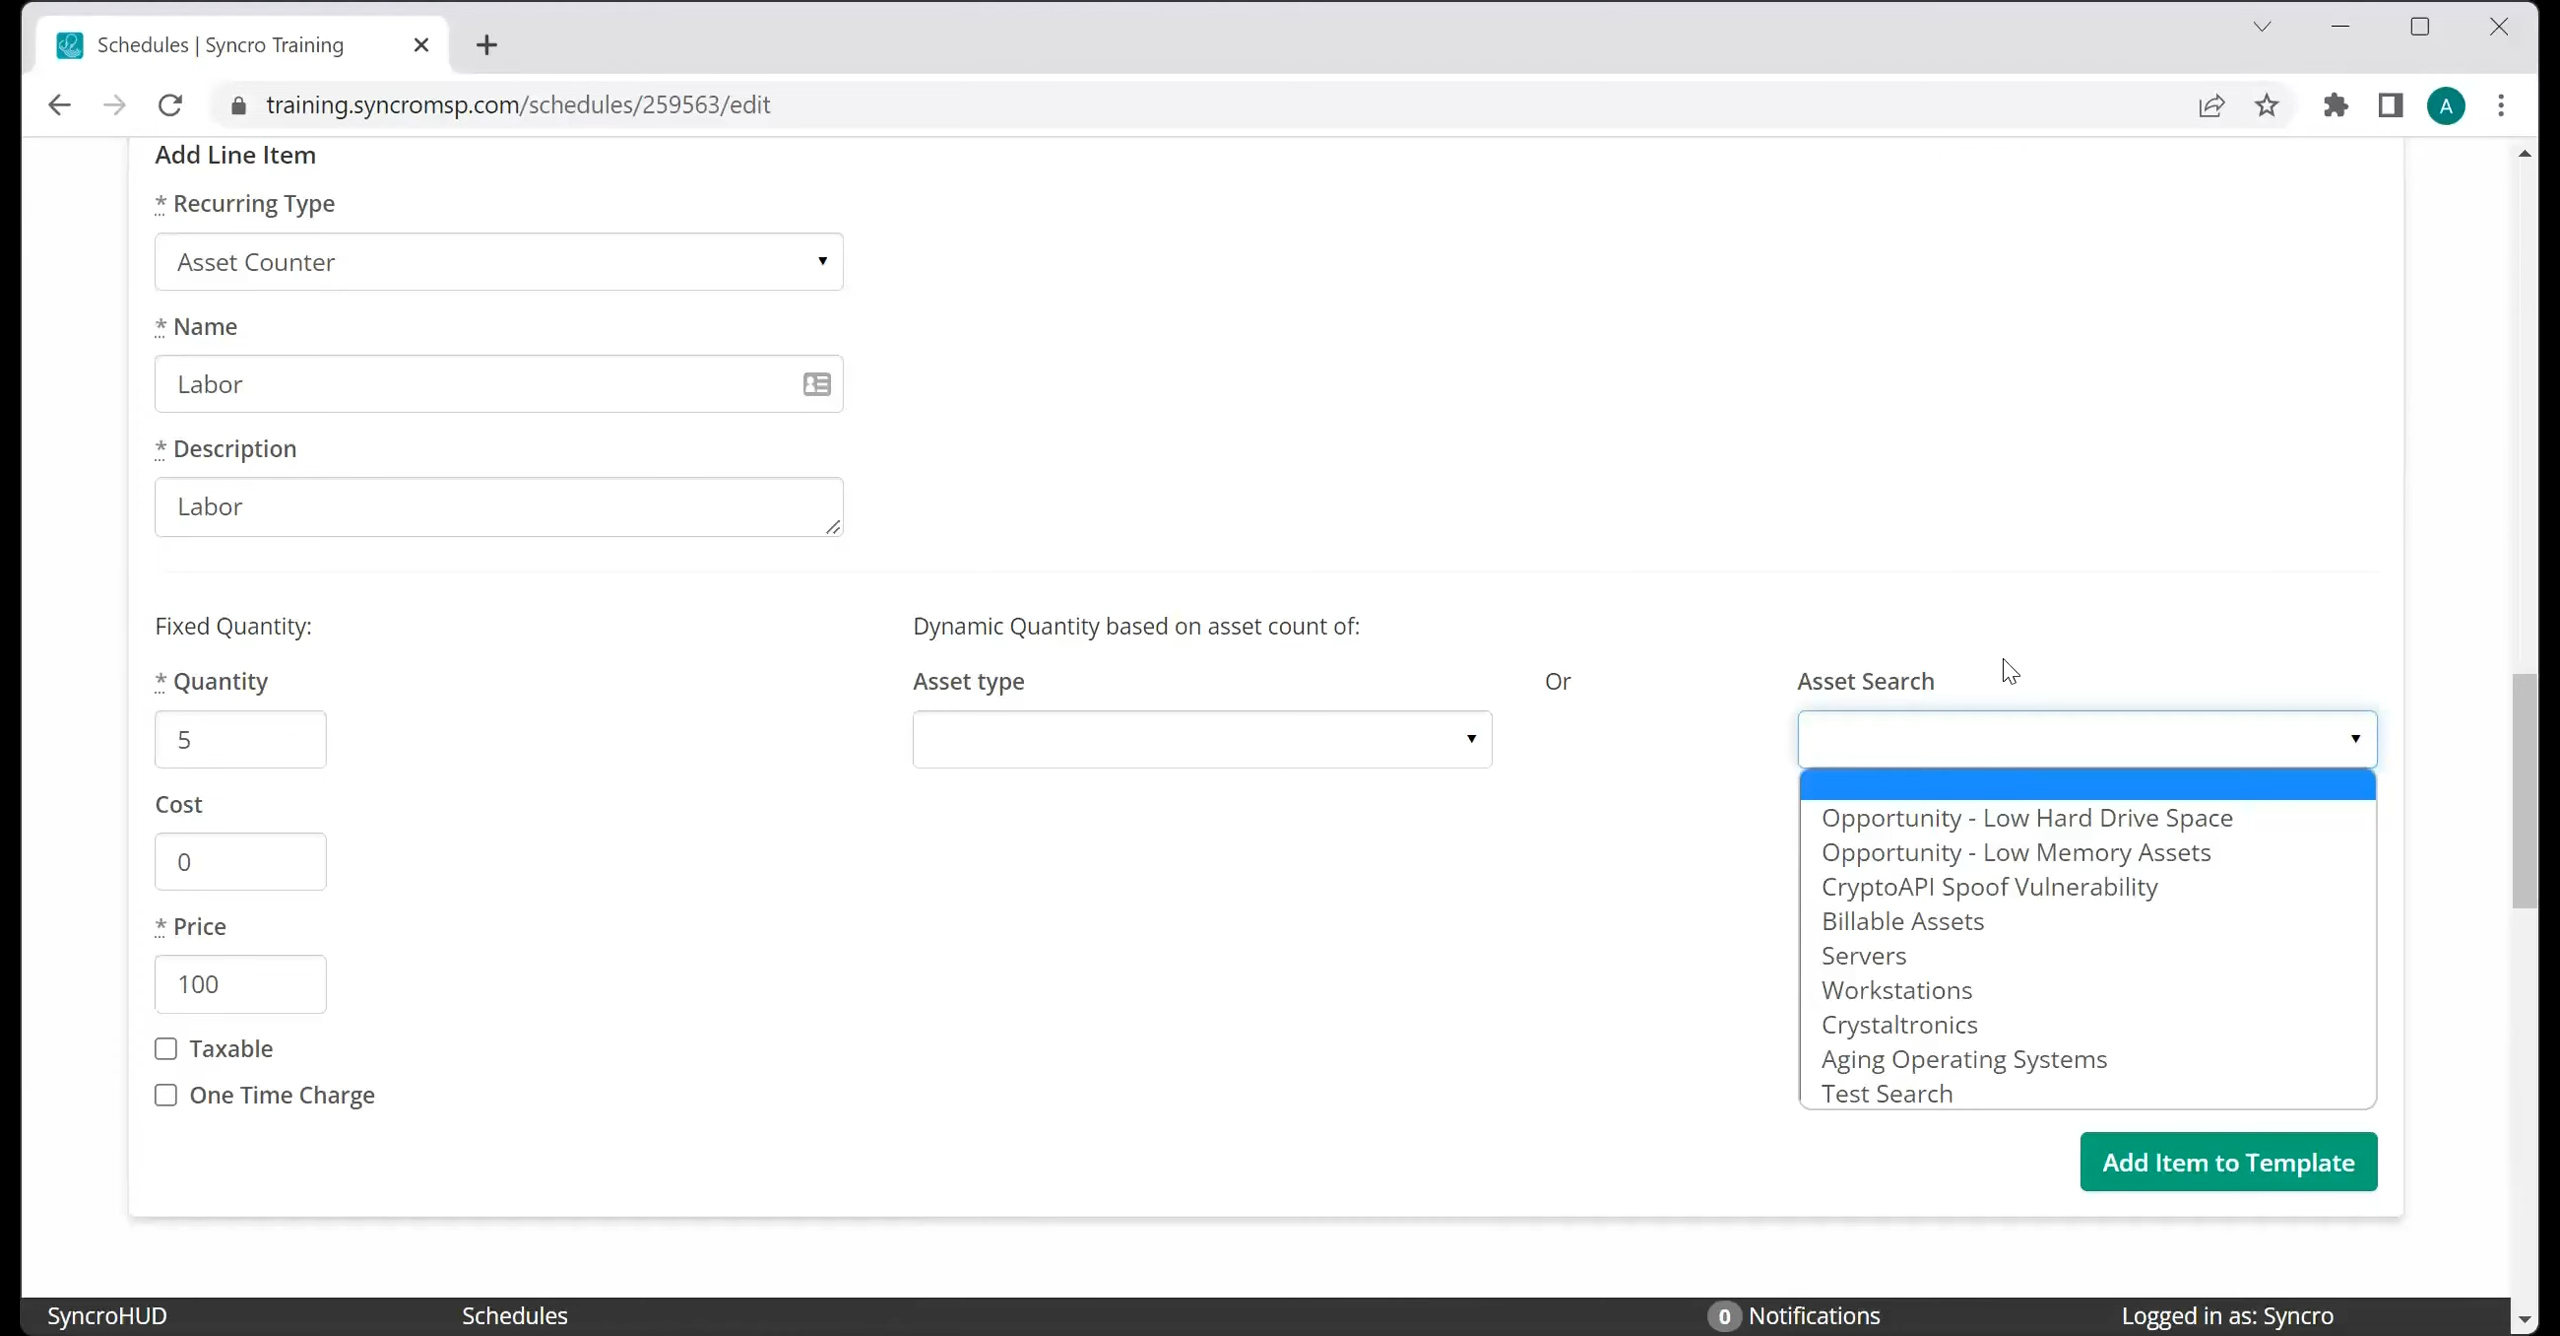 Schedules | Syncro Training
training.syncromsp.com/schedules/259563/edit
A
Add Line Item
* Recurring Type
Asset Counter
* Name
Labor
* Description
Labor
Fixed Quantity:
Dynamic Quantity based on asset count of:
* Quantity
Asset type
Or
Asset Search
5
Cost
0
* Price
100
Taxable
One Time Charge
Opportunity - Low Hard Drive Space
Opportunity - Low Memory Assets
CryptoAPI Spoof Vulnerability
Billable Assets
Servers
Workstations
Crystaltronics
Aging Operating Systems
Test Search
Add Item to Template
SyncroHUD
Schedules
0 Notifications
Logged in as: Syncro